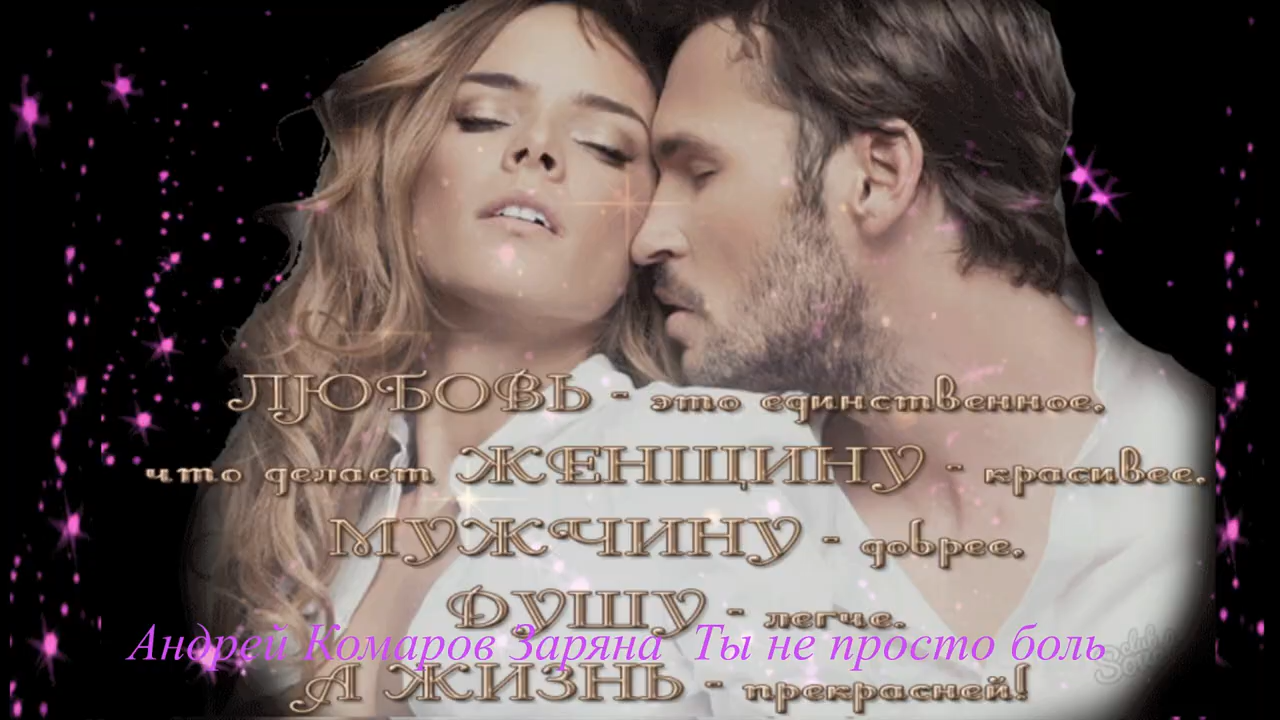 ЛЮБОВЬ - это единственное,
что делает ЖЕНЩИНУ - красивее,
МУЖЧИНУ - добрее,
ДУШУ - легче,
Андрей Комаров Заряна Ты не просто боль
А ЖИЗНЬ - прекрасней!